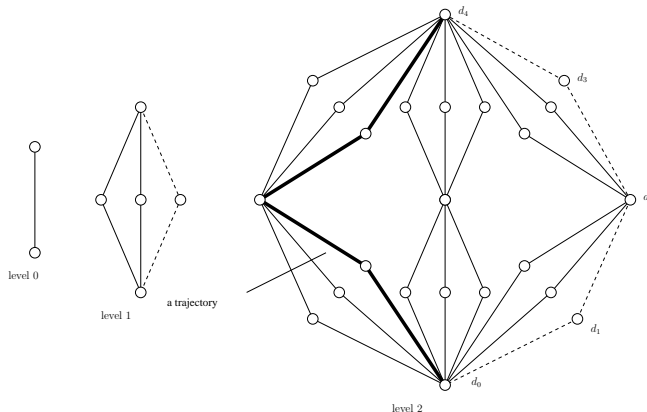 d₄
d₃
d
level 0
a trajectory
level 1
d₁
d₀
level 2